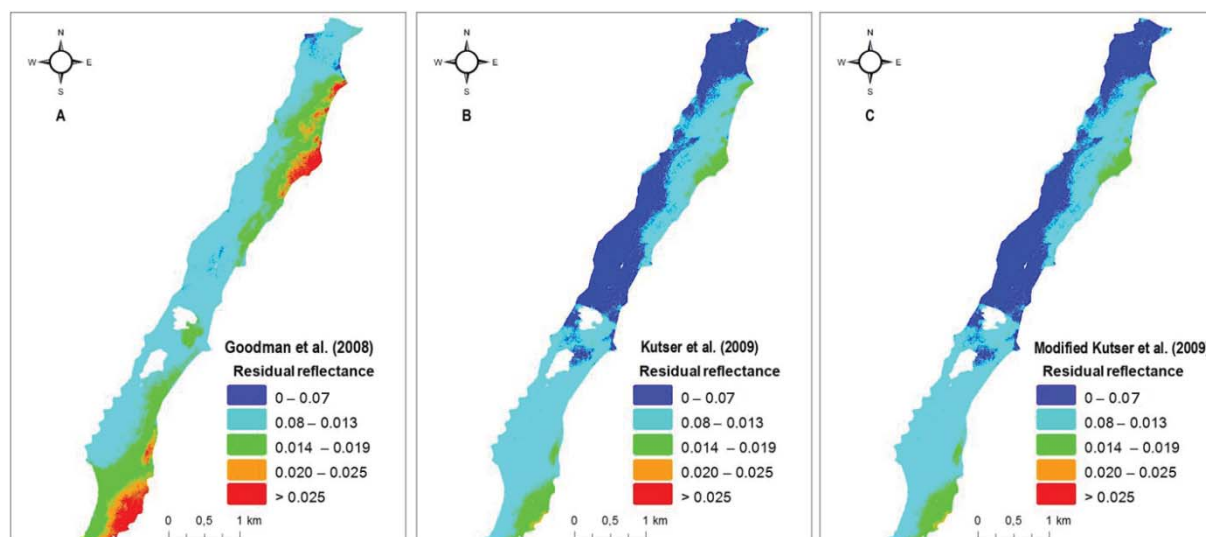 N
W E
S
A
Goodman et al. (2008)
Residual reflectance
0 – 0.07
0.08 – 0.013
0.014 – 0.019
0.020 – 0.025
> 0.025
0 0,5 1 km
N
W E
S
B
Kutser et al. (2009)
Residual reflectance
0 – 0.07
0.08 – 0.013
0.014 – 0.019
0.020 – 0.025
> 0.025
0 0,5 1 km
N
W E
S
C
Modified Kutser et al. (2009)
Residual reflectance
0 – 0.07
0.08 – 0.013
0.014 – 0.019
0.020 – 0.025
> 0.025
0 0,5 1 km